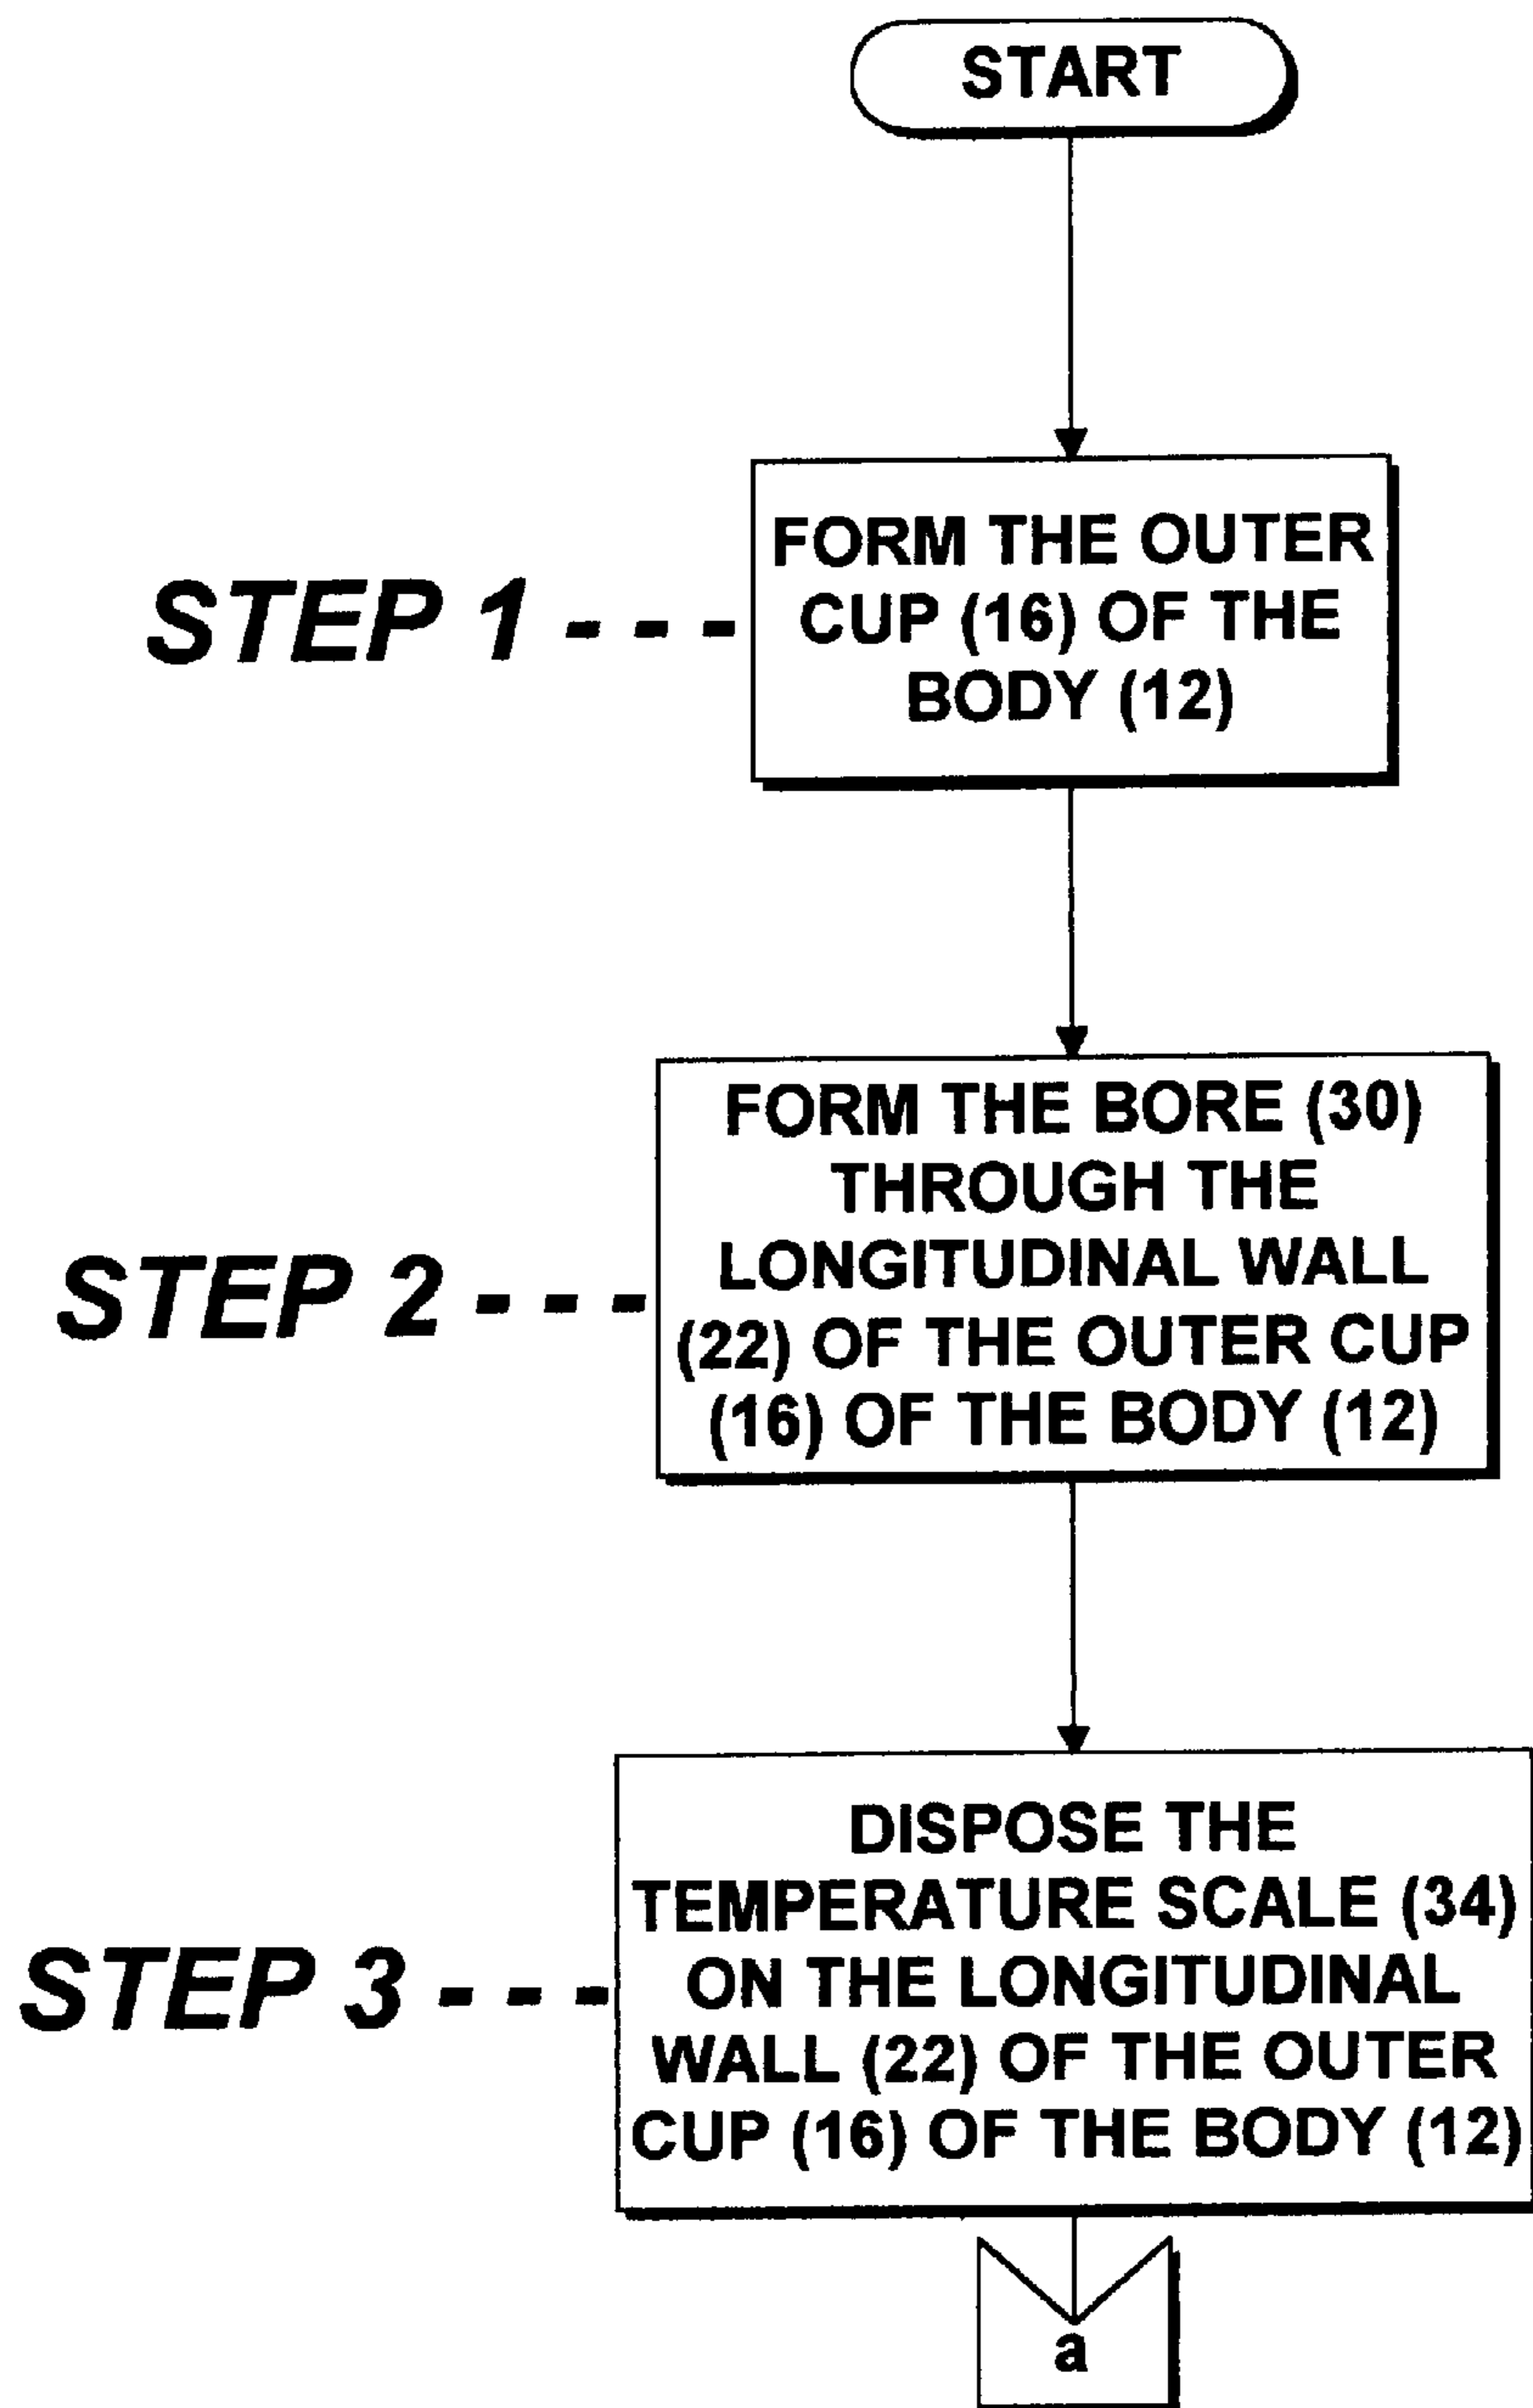 START
FORM THE OUTER
CUP (16) OF THE
BODY (12)
STEP 1
FORM THE BORE (30)
THROUGH THE
LONGITUDINAL WALL
(22) OF THE OUTER CUP
(16) OF THE BODY (12)
STEP 2
DISPOSE THE
TEMPERATURE SCALE (34)
ON THE LONGITUDINAL
WALL (22) OF THE OUTER
CUP (16) OF THE BODY (12)
STEP 3
a